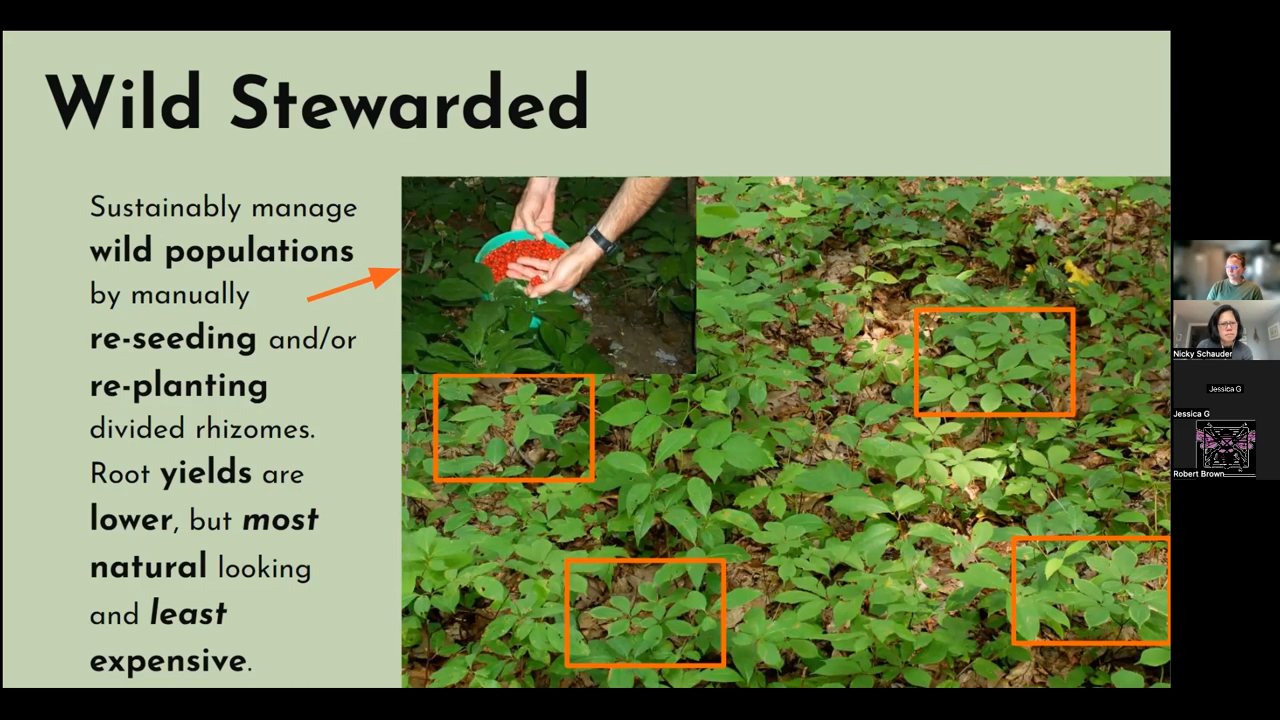 Wild Stewarded
Sustainably manage
wild populations
by manually
re-seeding and/or
re-planting
divided rhizomes.
Root yields are
lower, but most
natural looking
and least
expensive.
Nicky Schauder
Jessica G
Jessica G
Robert Brown